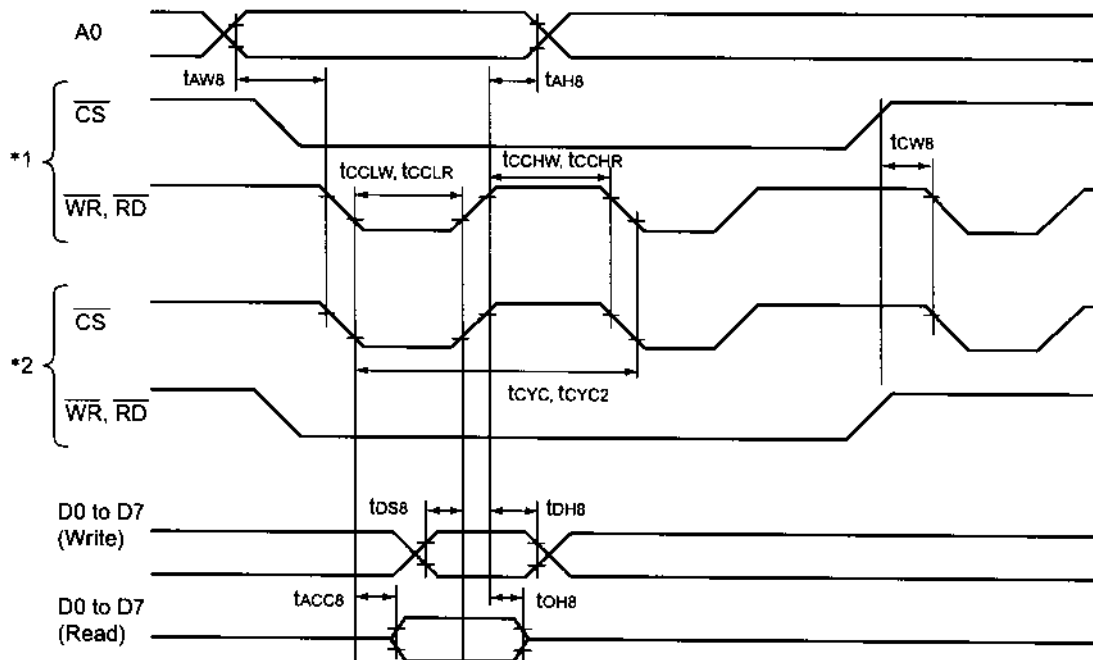 A0
tAW8
tAH8
*1
CS
tCCLW, tCCLR
tCCHW, tCCHR
tCW8
WR, RD
*2
CS
tCYC, tCYC2
WR, RD
D0 to D7
(Write)
tDS8
tDH8
D0 to D7
(Read)
tACC8
tOH8